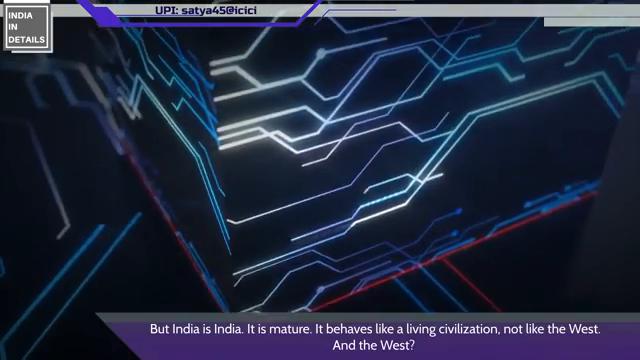 UPI: satya45@icici
INDIA
IN
DETAILS
But India is India. It is mature. It behaves like a living civilization, not like the West.
And the West?